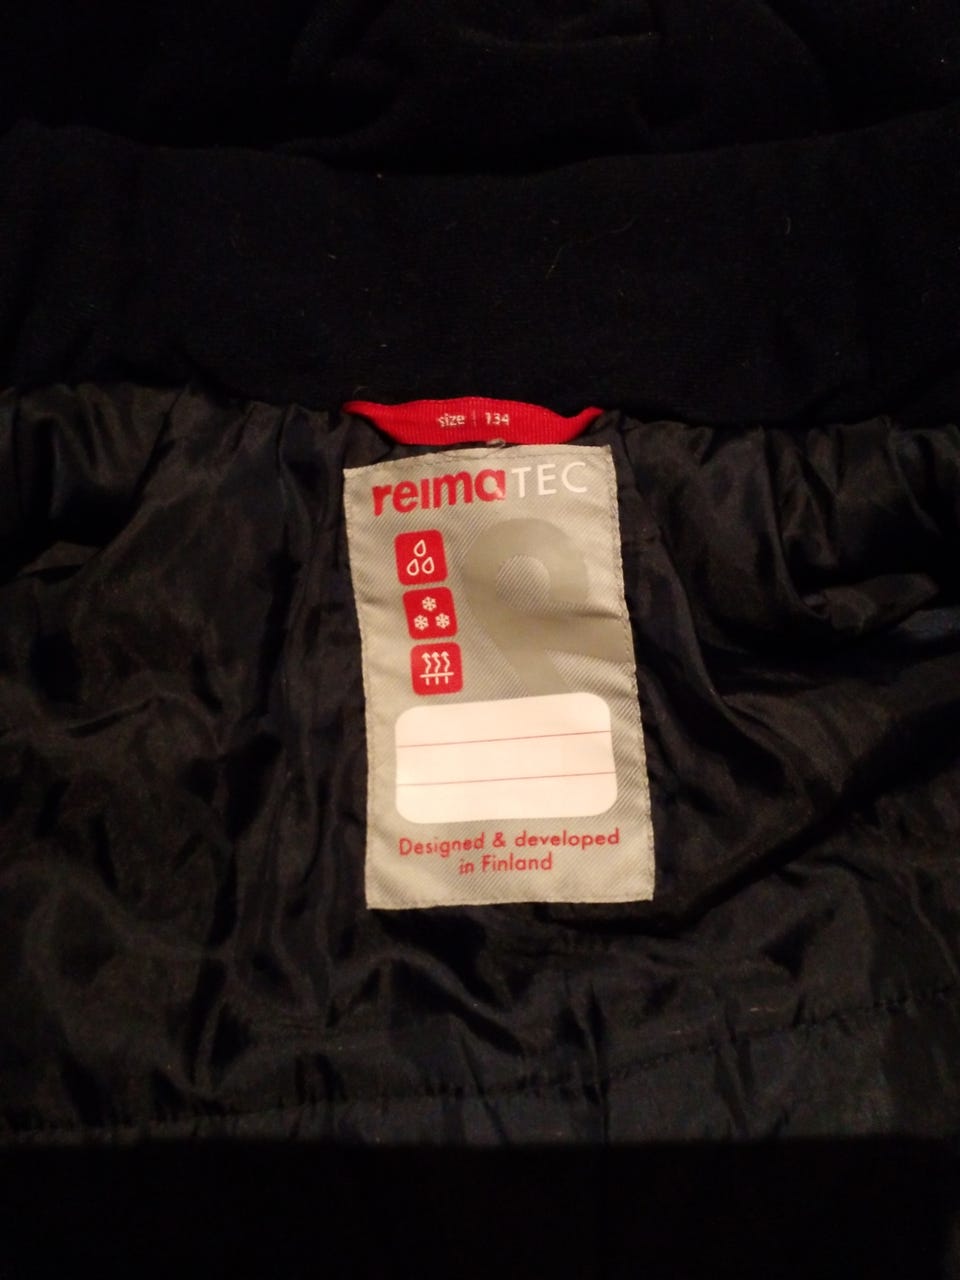 size 134
reimaTEC
Designed & developed
in Finland